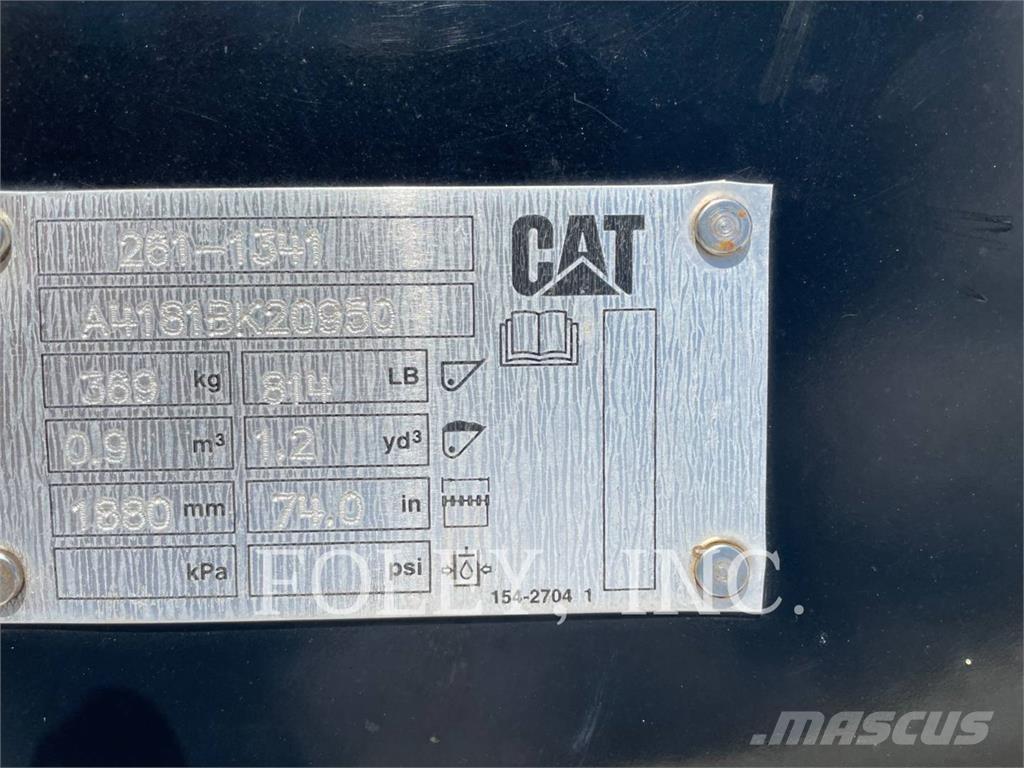 261-1341
CAT
A4181BK20950
369 kg 814 LB
0.9 m³ 1.2 yd³
1880 mm 74.0 in
kPa psi
154-2704 1
FOLEY, INC.
MASCUS